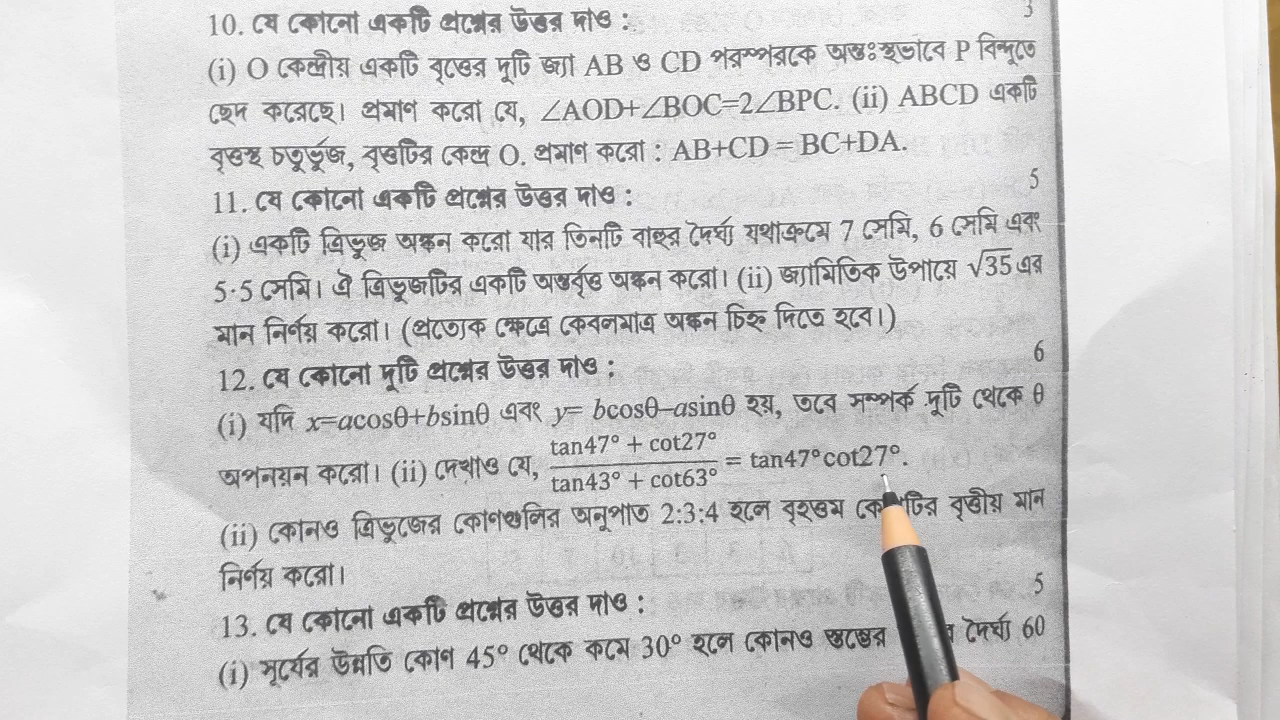 10. যে কোনো একটি প্রশ্নের উত্তর দাও : 3
(i) O কেন্দ্রীয় একটি বৃত্তের দুটি জ্যা AB ও CD পরস্পরকে অন্তঃস্থভাবে P বিন্দুতে
ছেদ করেছে। প্রমাণ করো যে, ∠AOD+∠BOC=2∠BPC. (ii) ABCD একটি
বৃত্তস্থ চতুর্ভুজ, বৃত্তটির কেন্দ্র O. প্রমাণ করো : AB+CD = BC+DA.
11. যে কোনো একটি প্রশ্নের উত্তর দাও : 5
(i) একটি ত্রিভুজ অঙ্কন করো যার তিনটি বাহুর দৈর্ঘ্য যথাক্রমে 7 সেমি, 6 সেমি এবং
5·5 সেমি। ঐ ত্রিভুজটির একটি অন্তর্বৃত্ত অঙ্কন করো। (ii) জ্যামিতিক উপায়ে √35 এর
মান নির্ণয় করো। (প্রত্যেক ক্ষেত্রে কেবলমাত্র অঙ্কন চিহ্ন দিতে হবে।)
12. যে কোনো দুটি প্রশ্নের উত্তর দাও : 6
(i) যদি x=acosθ+bsinθ এবং y= bcosθ–asinθ হয়, তবে সম্পর্ক দুটি থেকে θ
অপনয়ন করো। (ii) দেখাও যে, (tan47° + cot27°)/(tan43° + cot63°) = tan47°cot27°.
(ii) কোনও ত্রিভুজের কোণগুলির অনুপাত 2:3:4 হলে বৃহত্তম বৃত্তীয় মান
নির্ণয় করো।
13. যে কোনো একটি প্রশ্নের উত্তর দাও : 5
(i) সূর্যের উন্নতি কোণ 45° থেকে কমে 30° হলে কোনও স্তম্ভের দৈর্ঘ্য 60